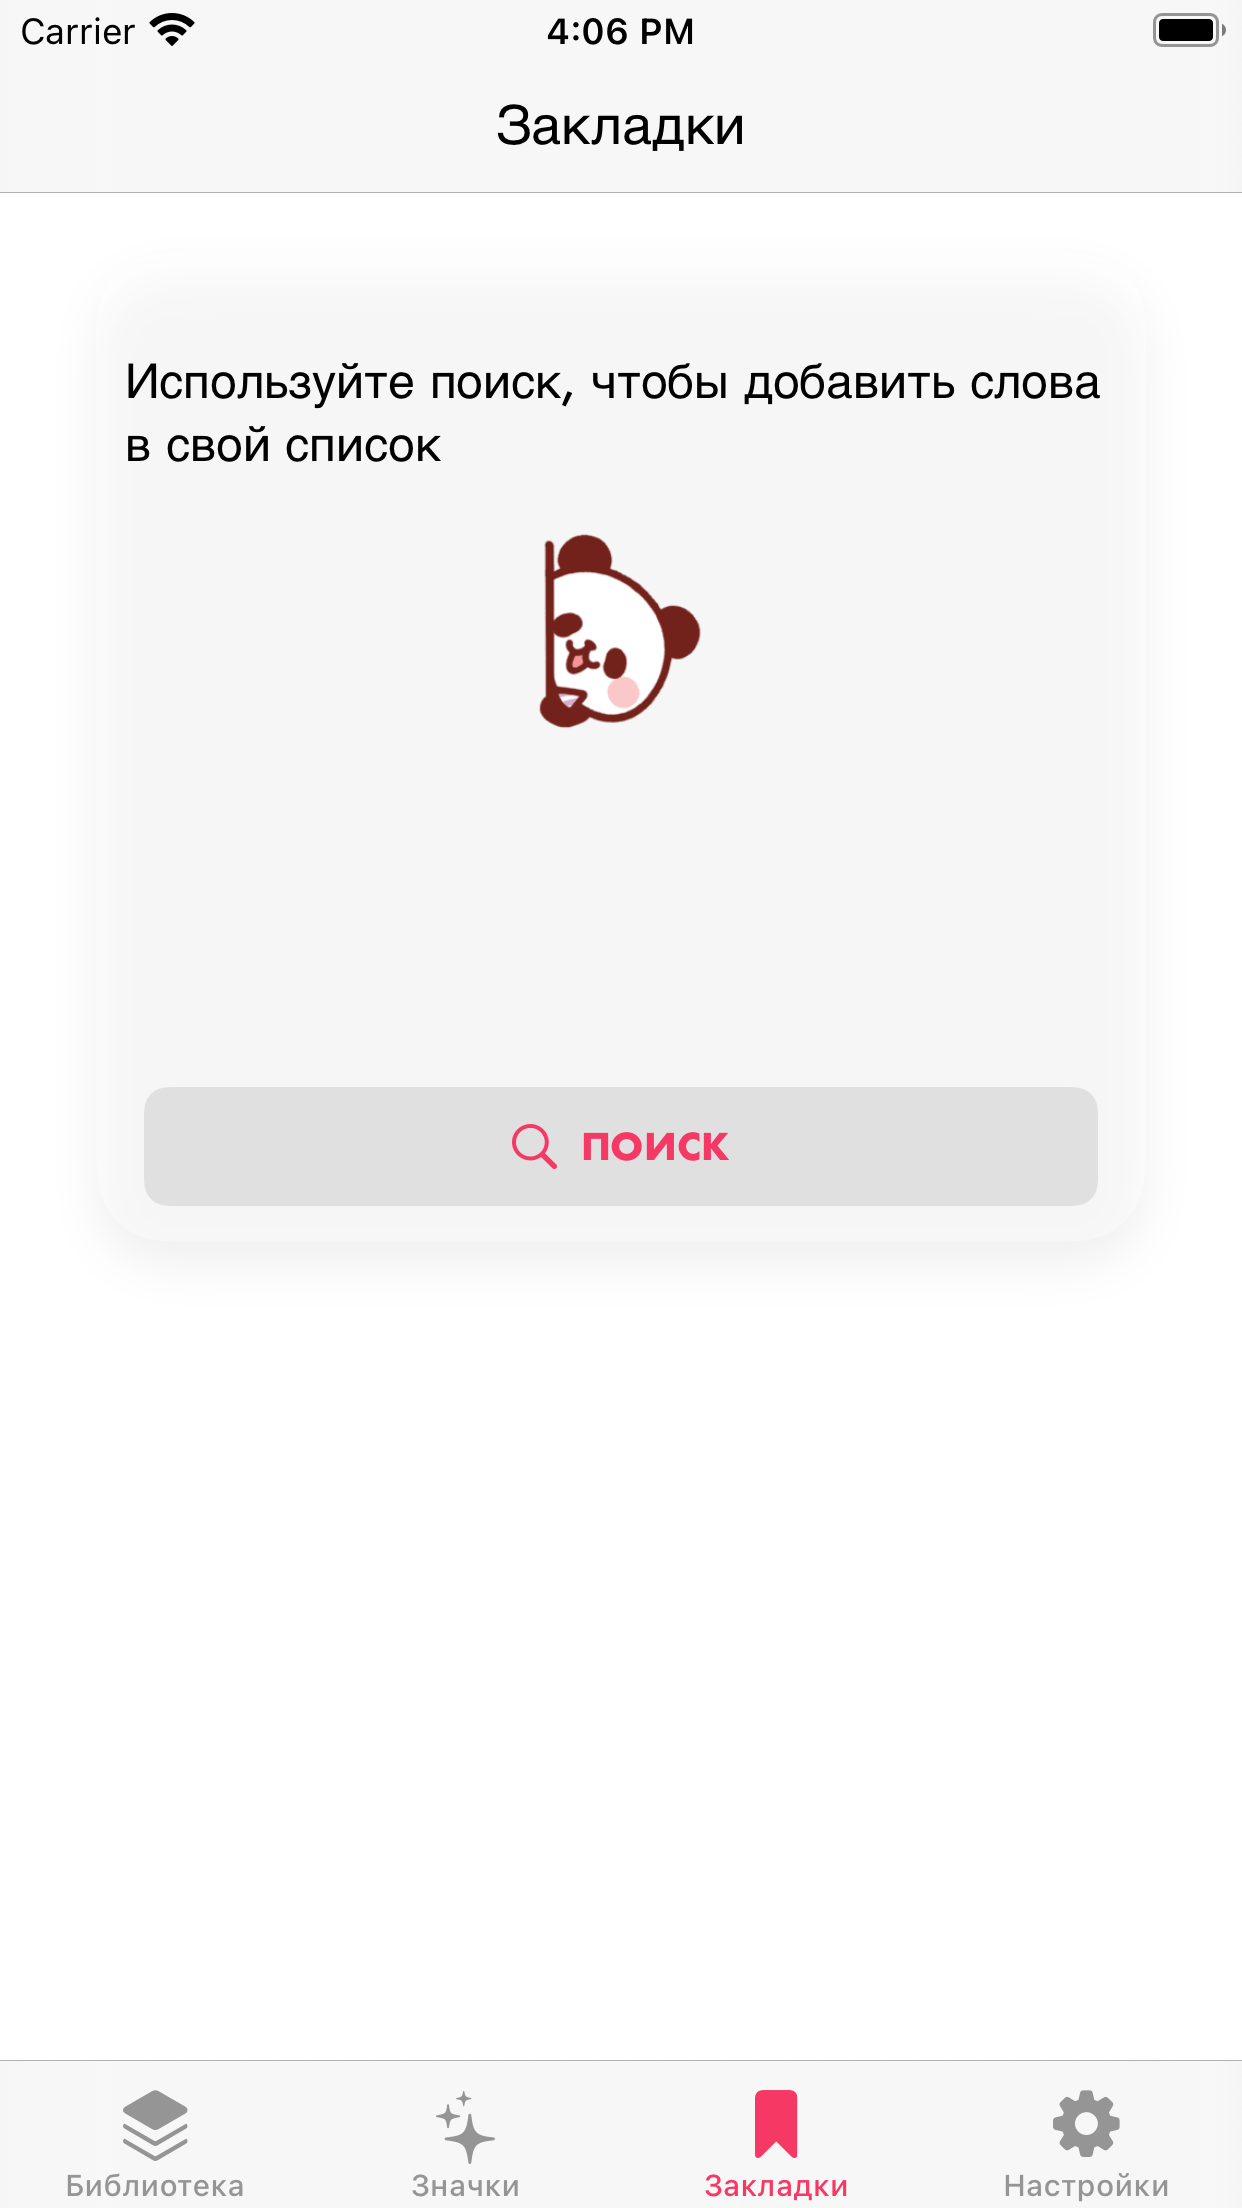 Carrier
4:06 PM
Закладки
Используйте поиск, чтобы добавить слова
в свой список
поиск
Библиотека
Значки
Закладки
Настройки